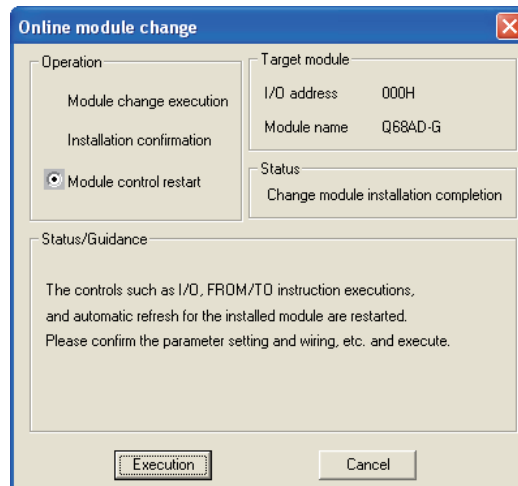 Online module change
Operation
Module change execution
Installation confirmation
Module control restart
Target module
I/O address 000H
Module name Q68AD-G
Status
Change module installation completion
Status/Guidance
The controls such as I/O, FROM/TO instruction executions,
and automatic refresh for the installed module are restarted.
Please confirm the parameter setting and wiring, etc. and execute.
Execution Cancel